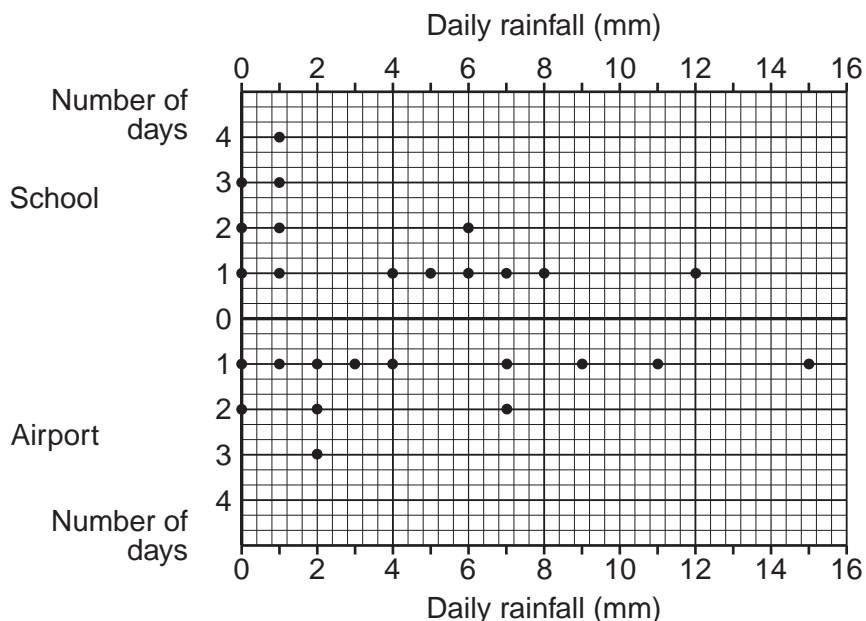 Daily rainfall (mm)
0 2 4 6 8 10 12 14 16
Number of
days
4
3
School
2
1
0
1
2
Airport
3
4
Number of
days
0 2 4 6 8 10 12 14 16
Daily rainfall (mm)